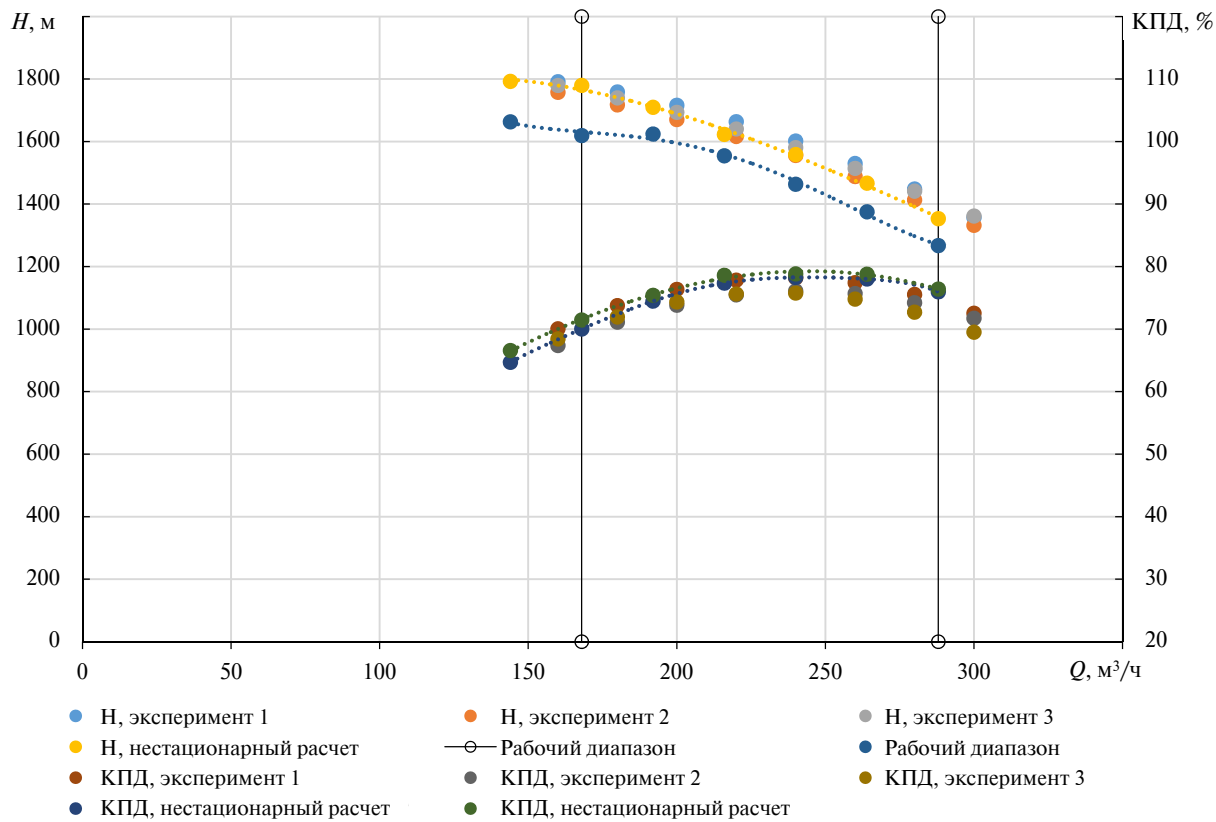 H, м
КПД, %
1800
110
1600
100
1400
90
1200
80
1000
70
800
60
600
50
400
40
200
30
0
20
0 50 100 150 200 250 300 Q, м³/ч
Н, эксперимент 1 Н, эксперимент 2 Н, эксперимент 3
Н, нестационарный расчет Рабочий диапазон Рабочий диапазон
КПД, эксперимент 1 КПД, эксперимент 2 КПД, эксперимент 3
КПД, нестационарный расчет КПД, нестационарный расчет